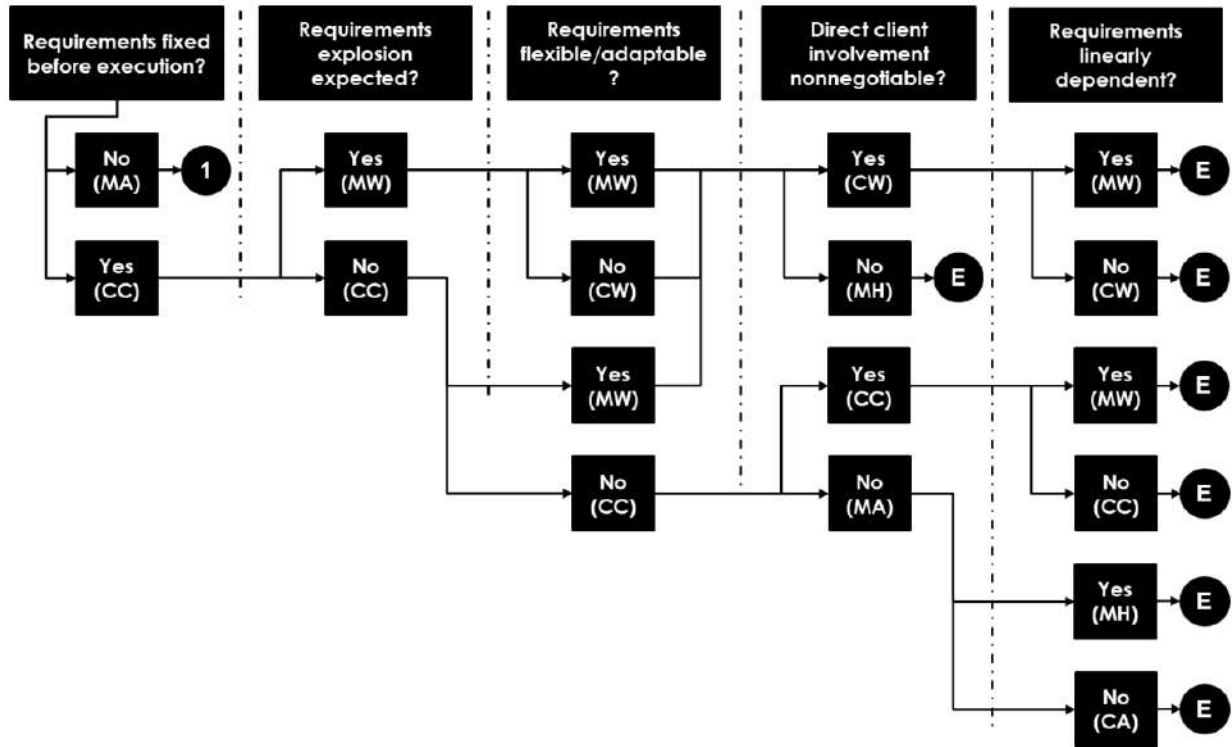 Requirements fixed
before execution?
Requirements
explosion
expected?
Requirements
flexible/adaptable
?
Direct client
involvement
nonnegotiable?
Requirements
linearly
dependent?
No
(MA)
1
Yes
(MW)
Yes
(MW)
Yes
(CW)
Yes
(MW)
E
Yes
(CC)
No
(CC)
No
(CW)
No
(MH)
E
No
(CW)
E
Yes
(MW)
Yes
(CC)
Yes
(MW)
E
No
(CC)
No
(MA)
No
(CC)
E
Yes
(MH)
E
No
(CA)
E